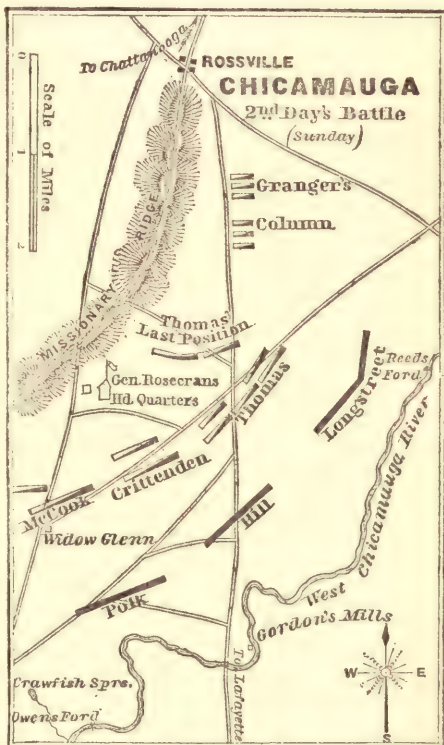 To Chattanooga
ROSSVILLE
CHICAMAUGA
2nd Day's Battle
(Sunday)
0
1
2
Scale of Miles
Granger's
Column
MISSIONARY RIDGE
Thomas'
Last Position
Gen. Rosecrans
Hd. Quarters
Thomas
Longstreet
Reeds
Ford
Crittenden
McCook
Widow Glenn
Hill
Polk
West Chicamauga River
Gordon's Mills
Crawfish Sprs.
Owens Ford
To Lafayette
W
E
S